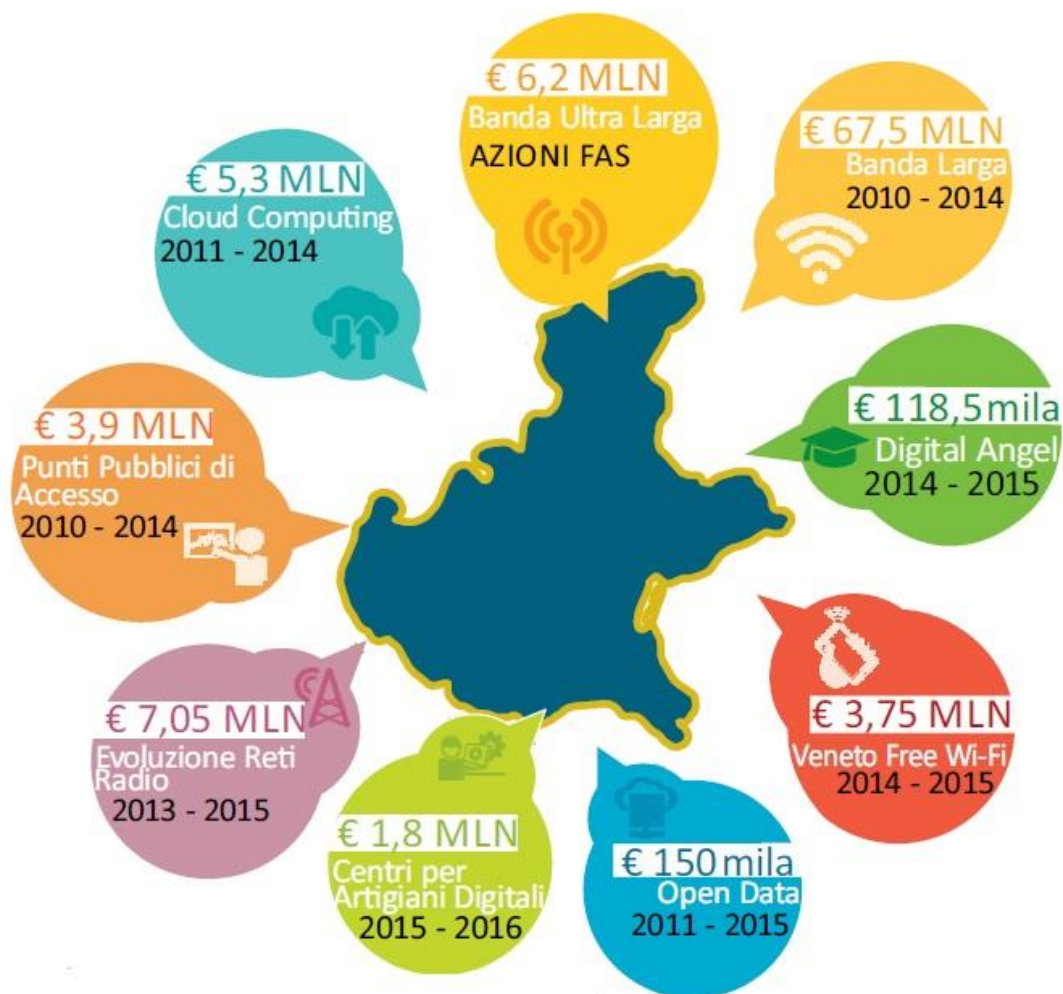 € 6,2 MLN
Banda Ultra Larga
AZIONI FAS
€ 67,5 MLN
Banda Larga
2010 - 2014
€ 5,3 MLN
Cloud Computing
2011 - 2014
€ 118,5 mila
Digital Angel
2014 - 2015
€ 3,9 MLN
Punti Pubblici di
Accesso
2010 - 2014
€ 3,75 MLN
Veneto Free Wi-Fi
2014 - 2015
€ 7,05 MLN
Evoluzione Reti
Radio
2013 - 2015
€ 1,8 MLN
Centri per
Artigiani Digitali
2015 - 2016
€ 150 mila
Open Data
2011 - 2015